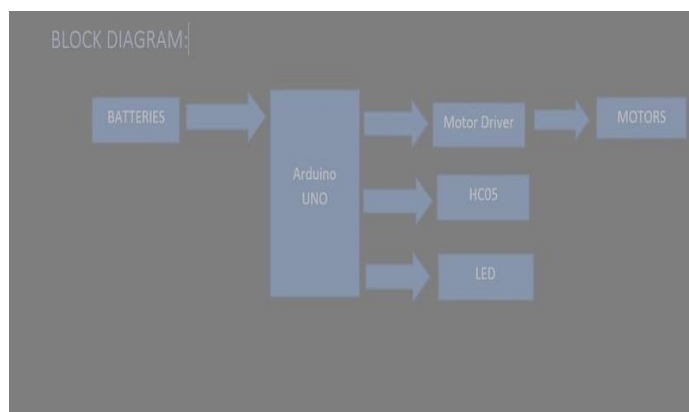 BLOCK DIAGRAM:
BATTERIES
Arduino
UNO
Motor Driver
MOTORS
HC05
LED